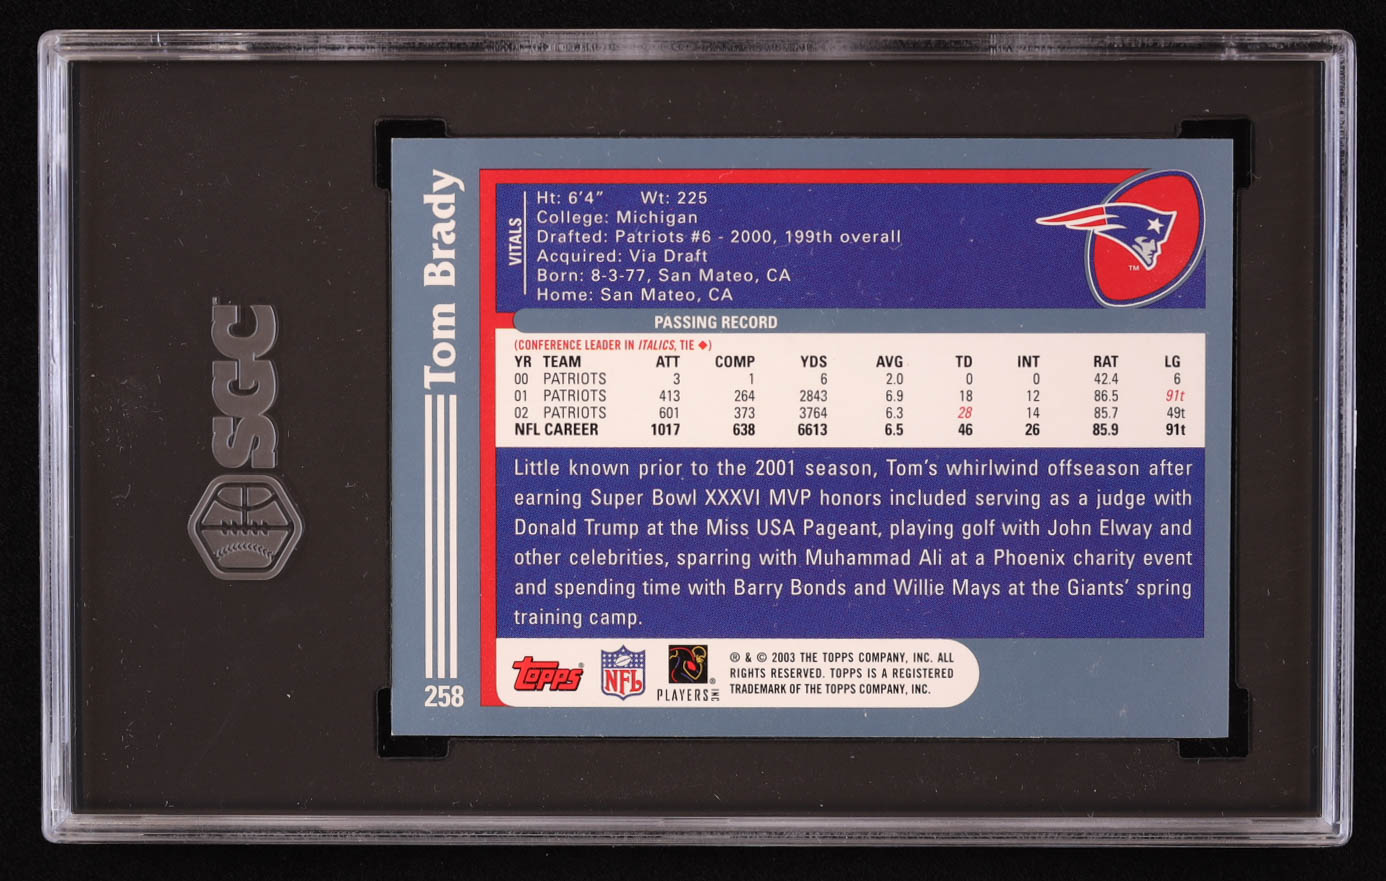 SGC
Tom Brady
258
VITALS
Ht: 6'4" Wt: 225
College: Michigan
Drafted: Patriots #6 - 2000, 199th overall
Acquired: Via Draft
Born: 8-3-77, San Mateo, CA
Home: San Mateo, CA
TM
PASSING RECORD
(CONFERENCE LEADER IN ITALICS, TIE ◆)
YR TEAM ATT COMP YDS AVG TD INT RAT LG
00 PATRIOTS 3 1 6 2.0 0 0 42.4 6
01 PATRIOTS 413 264 2843 6.9 18 12 86.5 91t
02 PATRIOTS 601 373 3764 6.3 28 14 85.7 49t
NFL CAREER 1017 638 6613 6.5 46 26 85.9 91t
Little known prior to the 2001 season, Tom's whirlwind offseason after
earning Super Bowl XXXVI MVP honors included serving as a judge with
Donald Trump at the Miss USA Pageant, playing golf with John Elway and
other celebrities, sparring with Muhammad Ali at a Phoenix charity event
and spending time with Barry Bonds and Willie Mays at the Giants' spring
training camp.
Topps®
NFL
PLAYERS INC ®
® & © 2003 THE TOPPS COMPANY, INC. ALL
RIGHTS RESERVED. TOPPS IS A REGISTERED
TRADEMARK OF THE TOPPS COMPANY, INC.